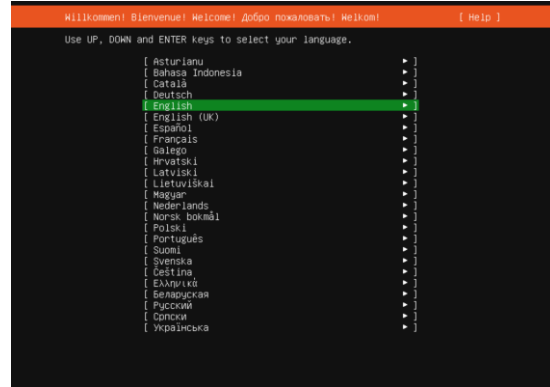 Willkommen! Bienvenue! Welcome! Добро пожаловать! Welkom! [ Help ]
Use UP, DOWN and ENTER keys to select your language.
[ Asturianu ► ]
[ Bahasa Indonesia ► ]
[ Català ► ]
[ Deutsch ► ]
[ English ► ]
[ English (UK) ► ]
[ Español ► ]
[ Français ► ]
[ Galego ► ]
[ Hrvatski ► ]
[ Latviski ► ]
[ Lietuviškai ► ]
[ Magyar ► ]
[ Nederlands ► ]
[ Norsk bokmål ► ]
[ Polski ► ]
[ Português ► ]
[ Suomi ► ]
[ Svenska ► ]
[ Čeština ► ]
[ Ελληνικά ► ]
[ Беларуская ► ]
[ Русский ► ]
[ Српски ► ]
[ Українська ► ]